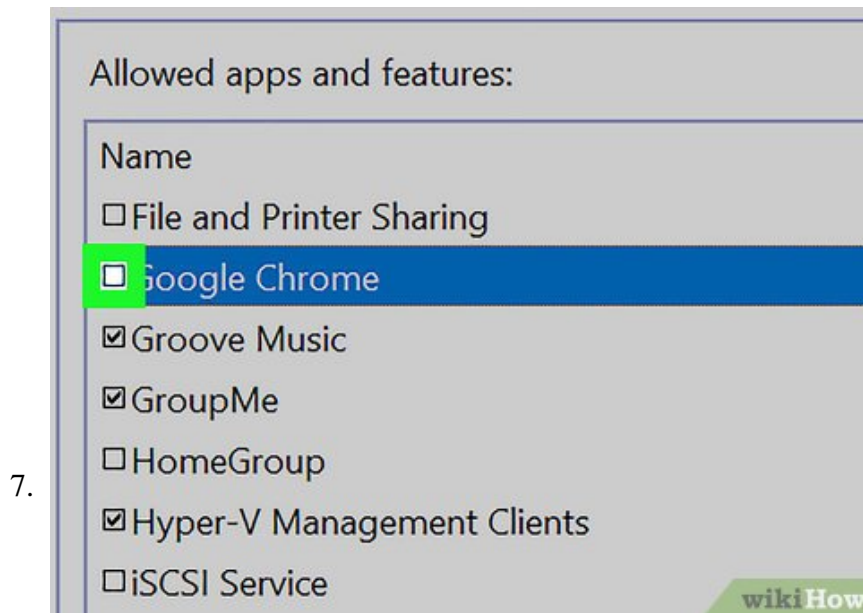 Allowed apps and features:
Name
File and Printer Sharing
Google Chrome
Groove Music
GroupMe
HomeGroup
7.
Hyper-V Management Clients
iSCSI Service
wikiHow